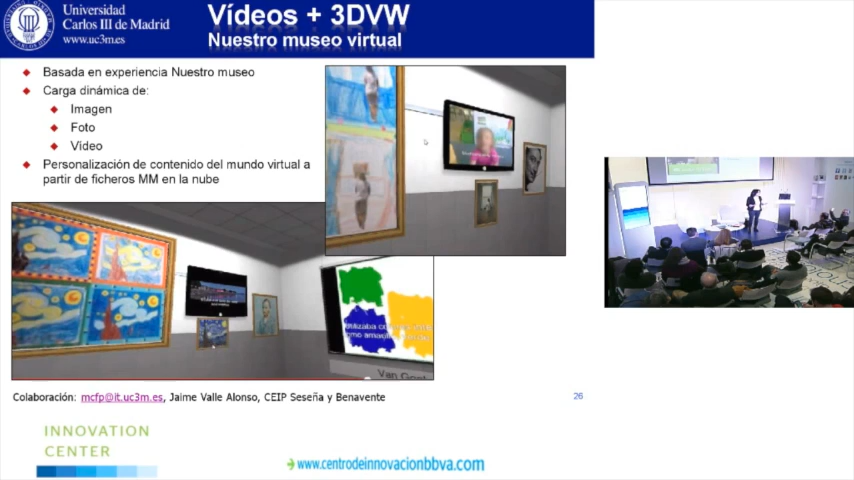 Universidad
Carlos III de Madrid
www.uc3m.es
Vídeos + 3DVW
Nuestro museo virtual
Basada en experiencia Nuestro museo
Carga dinámica de:
Imagen
Foto
Vídeo
Personalización de contenido del mundo virtual a
partir de ficheros MM en la nube
Colaboración: mcfp@it.uc3m.es, Jaime Valle Alonso, CEIP Seseña y Benavente
26
INNOVATION
CENTER
www.centrodeinnovacionbbva.com